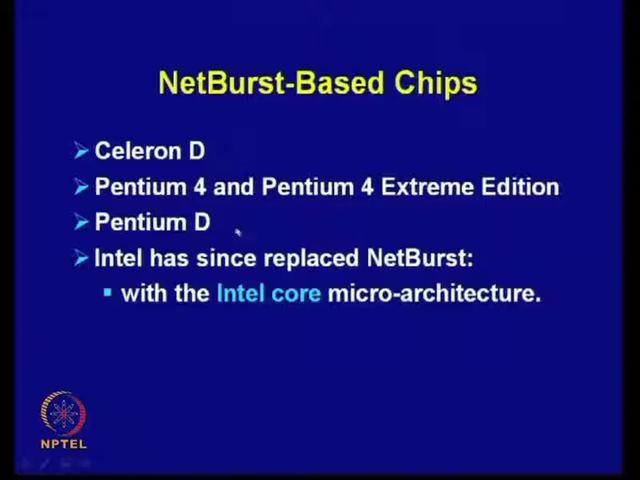 NetBurst-Based Chips
Celeron D
Pentium 4 and Pentium 4 Extreme Edition
Pentium D
Intel has since replaced NetBurst:
with the Intel core micro-architecture.
NPTEL